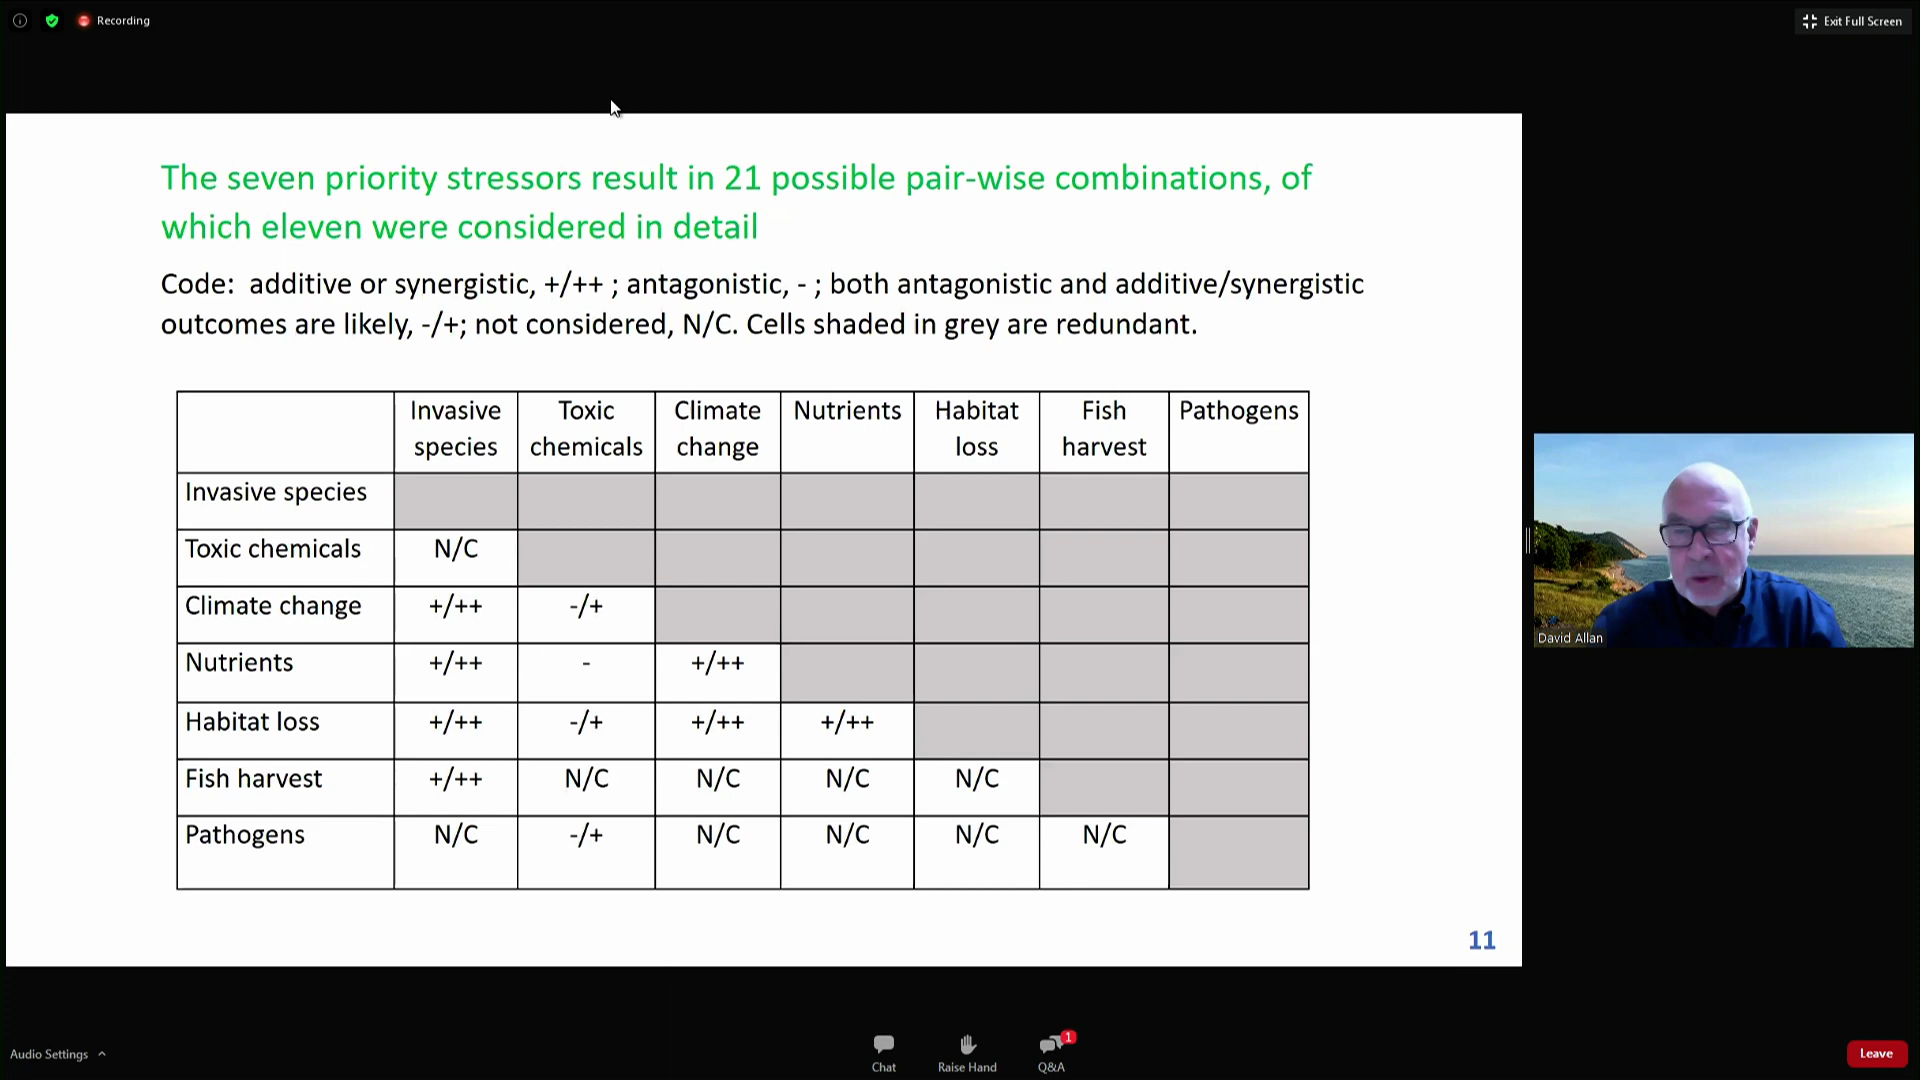 Recording
Exit Full Screen
The seven priority stressors result in 21 possible pair-wise combinations, of
which eleven were considered in detail
Code: additive or synergistic, +/++ ; antagonistic, - ; both antagonistic and additive/synergistic
outcomes are likely, -/+; not considered, N/C. Cells shaded in grey are redundant.
Invasive species Toxic chemicals Climate change Nutrients Habitat loss Fish harvest Pathogens
Invasive species
Toxic chemicals N/C
Climate change +/++ -/+
Nutrients +/++ - +/++
Habitat loss +/++ -/+ +/++ +/++
Fish harvest +/++ N/C N/C N/C N/C
Pathogens N/C -/+ N/C N/C N/C N/C
11
David Allan
Audio Settings
Chat
Raise Hand
1
Q&A
Leave